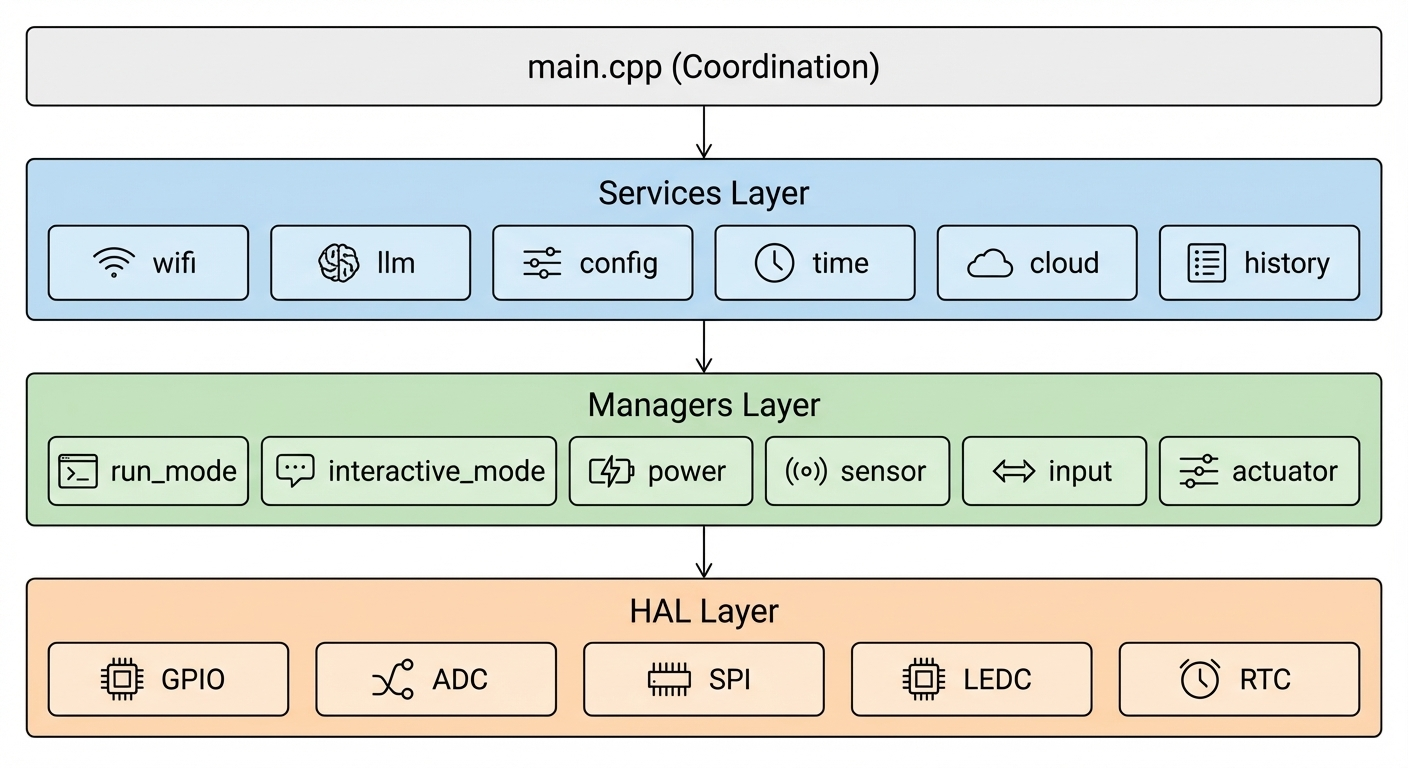 main.cpp (Coordination)
Services Layer
wifi
llm
config
time
cloud
history
Managers Layer
run_mode
interactive_mode
power
sensor
input
actuator
HAL Layer
GPIO
ADC
SPI
LEDC
RTC